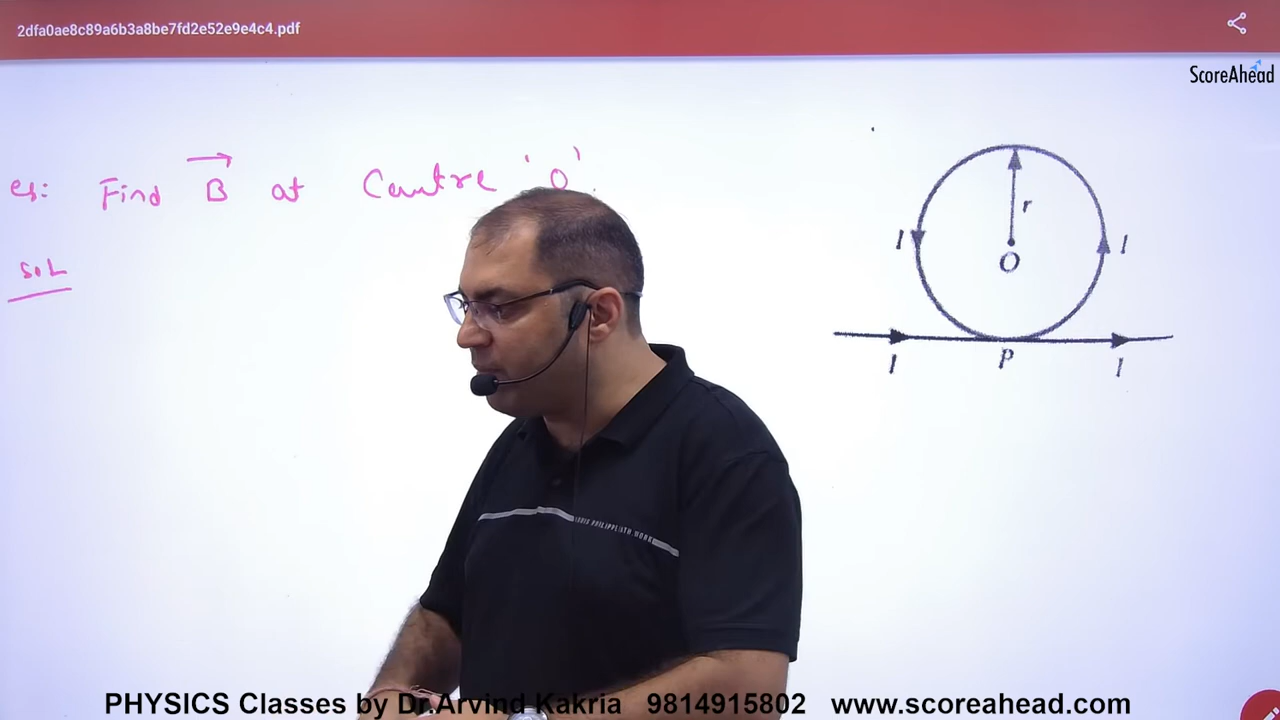 2dfa0ae8c89a6b3a8be7fd2e52e9e4c4.pdf
ScoreAhead
eg: Find B at Centre 'O'.
Sol
r
I
O
I
I
P
I
PHYSICS Classes by Dr.Arvind Kakria 9814915802 www.scoreahead.com